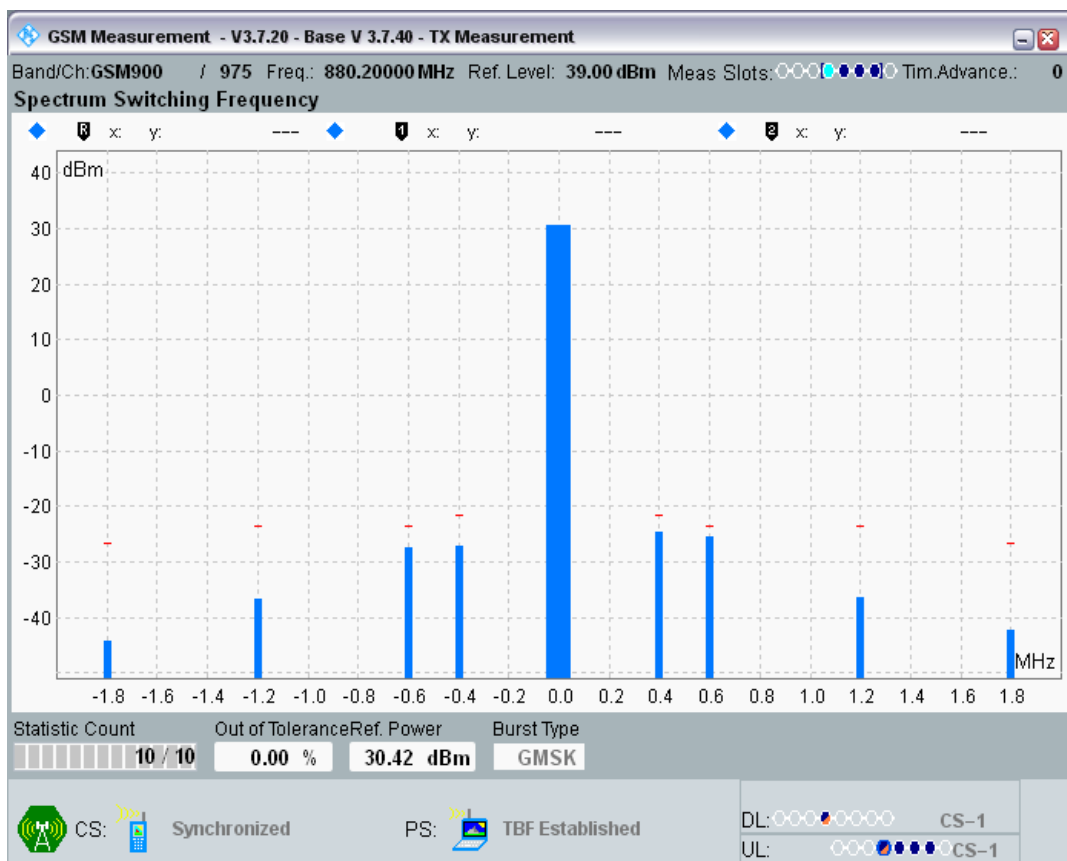 GSM Measurement - V3.7.20 - Base V 3.7.40 - TX Measurement
Band/Ch:GSM900 / 975 Freq.: 880.20000 MHz Ref. Level: 39.00 dBm Meas Slots: Tim.Advance.: 0
Spectrum Switching Frequency
R x: y: --- 1 x: y: --- 2 x: y: ---
dBm
40
30
20
10
0
-10
-20
-30
-40
MHz
-1.8 -1.6 -1.4 -1.2 -1.0 -0.8 -0.6 -0.4 -0.2 0.0 0.2 0.4 0.6 0.8 1.0 1.2 1.4 1.6 1.8
Statistic Count Out of Tolerance Ref. Power Burst Type
10 / 10 0.00 % 30.42 dBm GMSK
CS: Synchronized PS: TBF Established
DL: CS-1
UL: CS-1